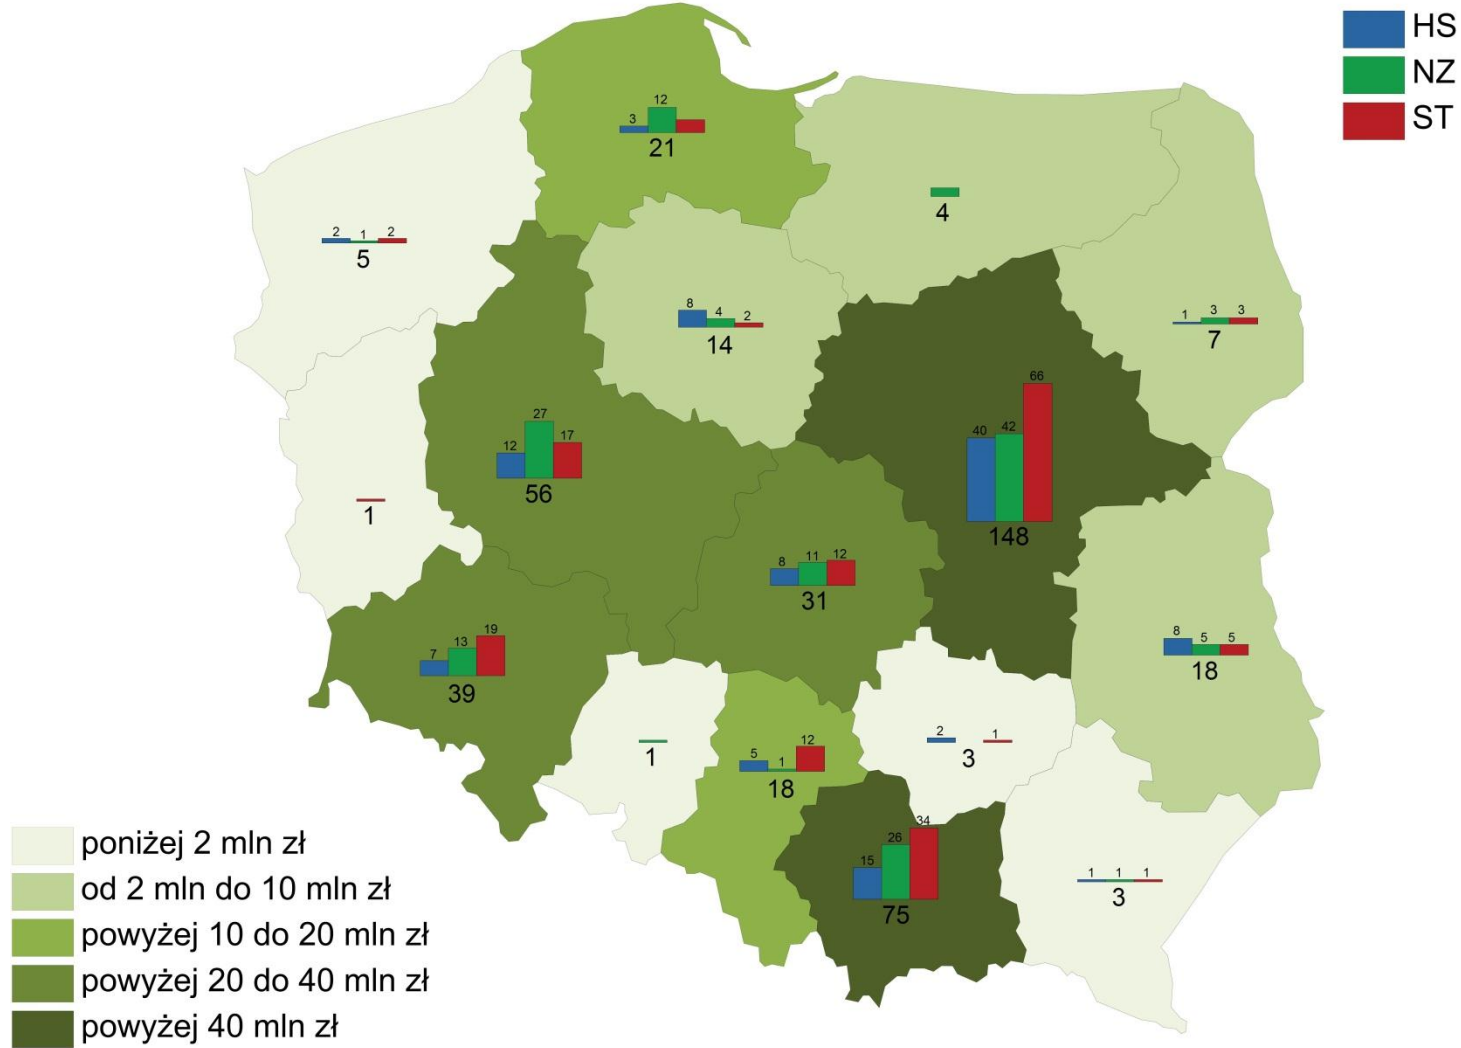 HS
NZ
ST
3 12
21
4
2 1 2
5
8 4 2
14
1 3 3
7
40 42 66
148
12 27 17
56
1
8 11 12
31
7 13 19
39
8 5 5
18
1
5 1 12
18
2 1
3
15 26 34
75
1 1 1
3
poniżej 2 mln zł
od 2 mln do 10 mln zł
powyżej 10 do 20 mln zł
powyżej 20 do 40 mln zł
powyżej 40 mln zł